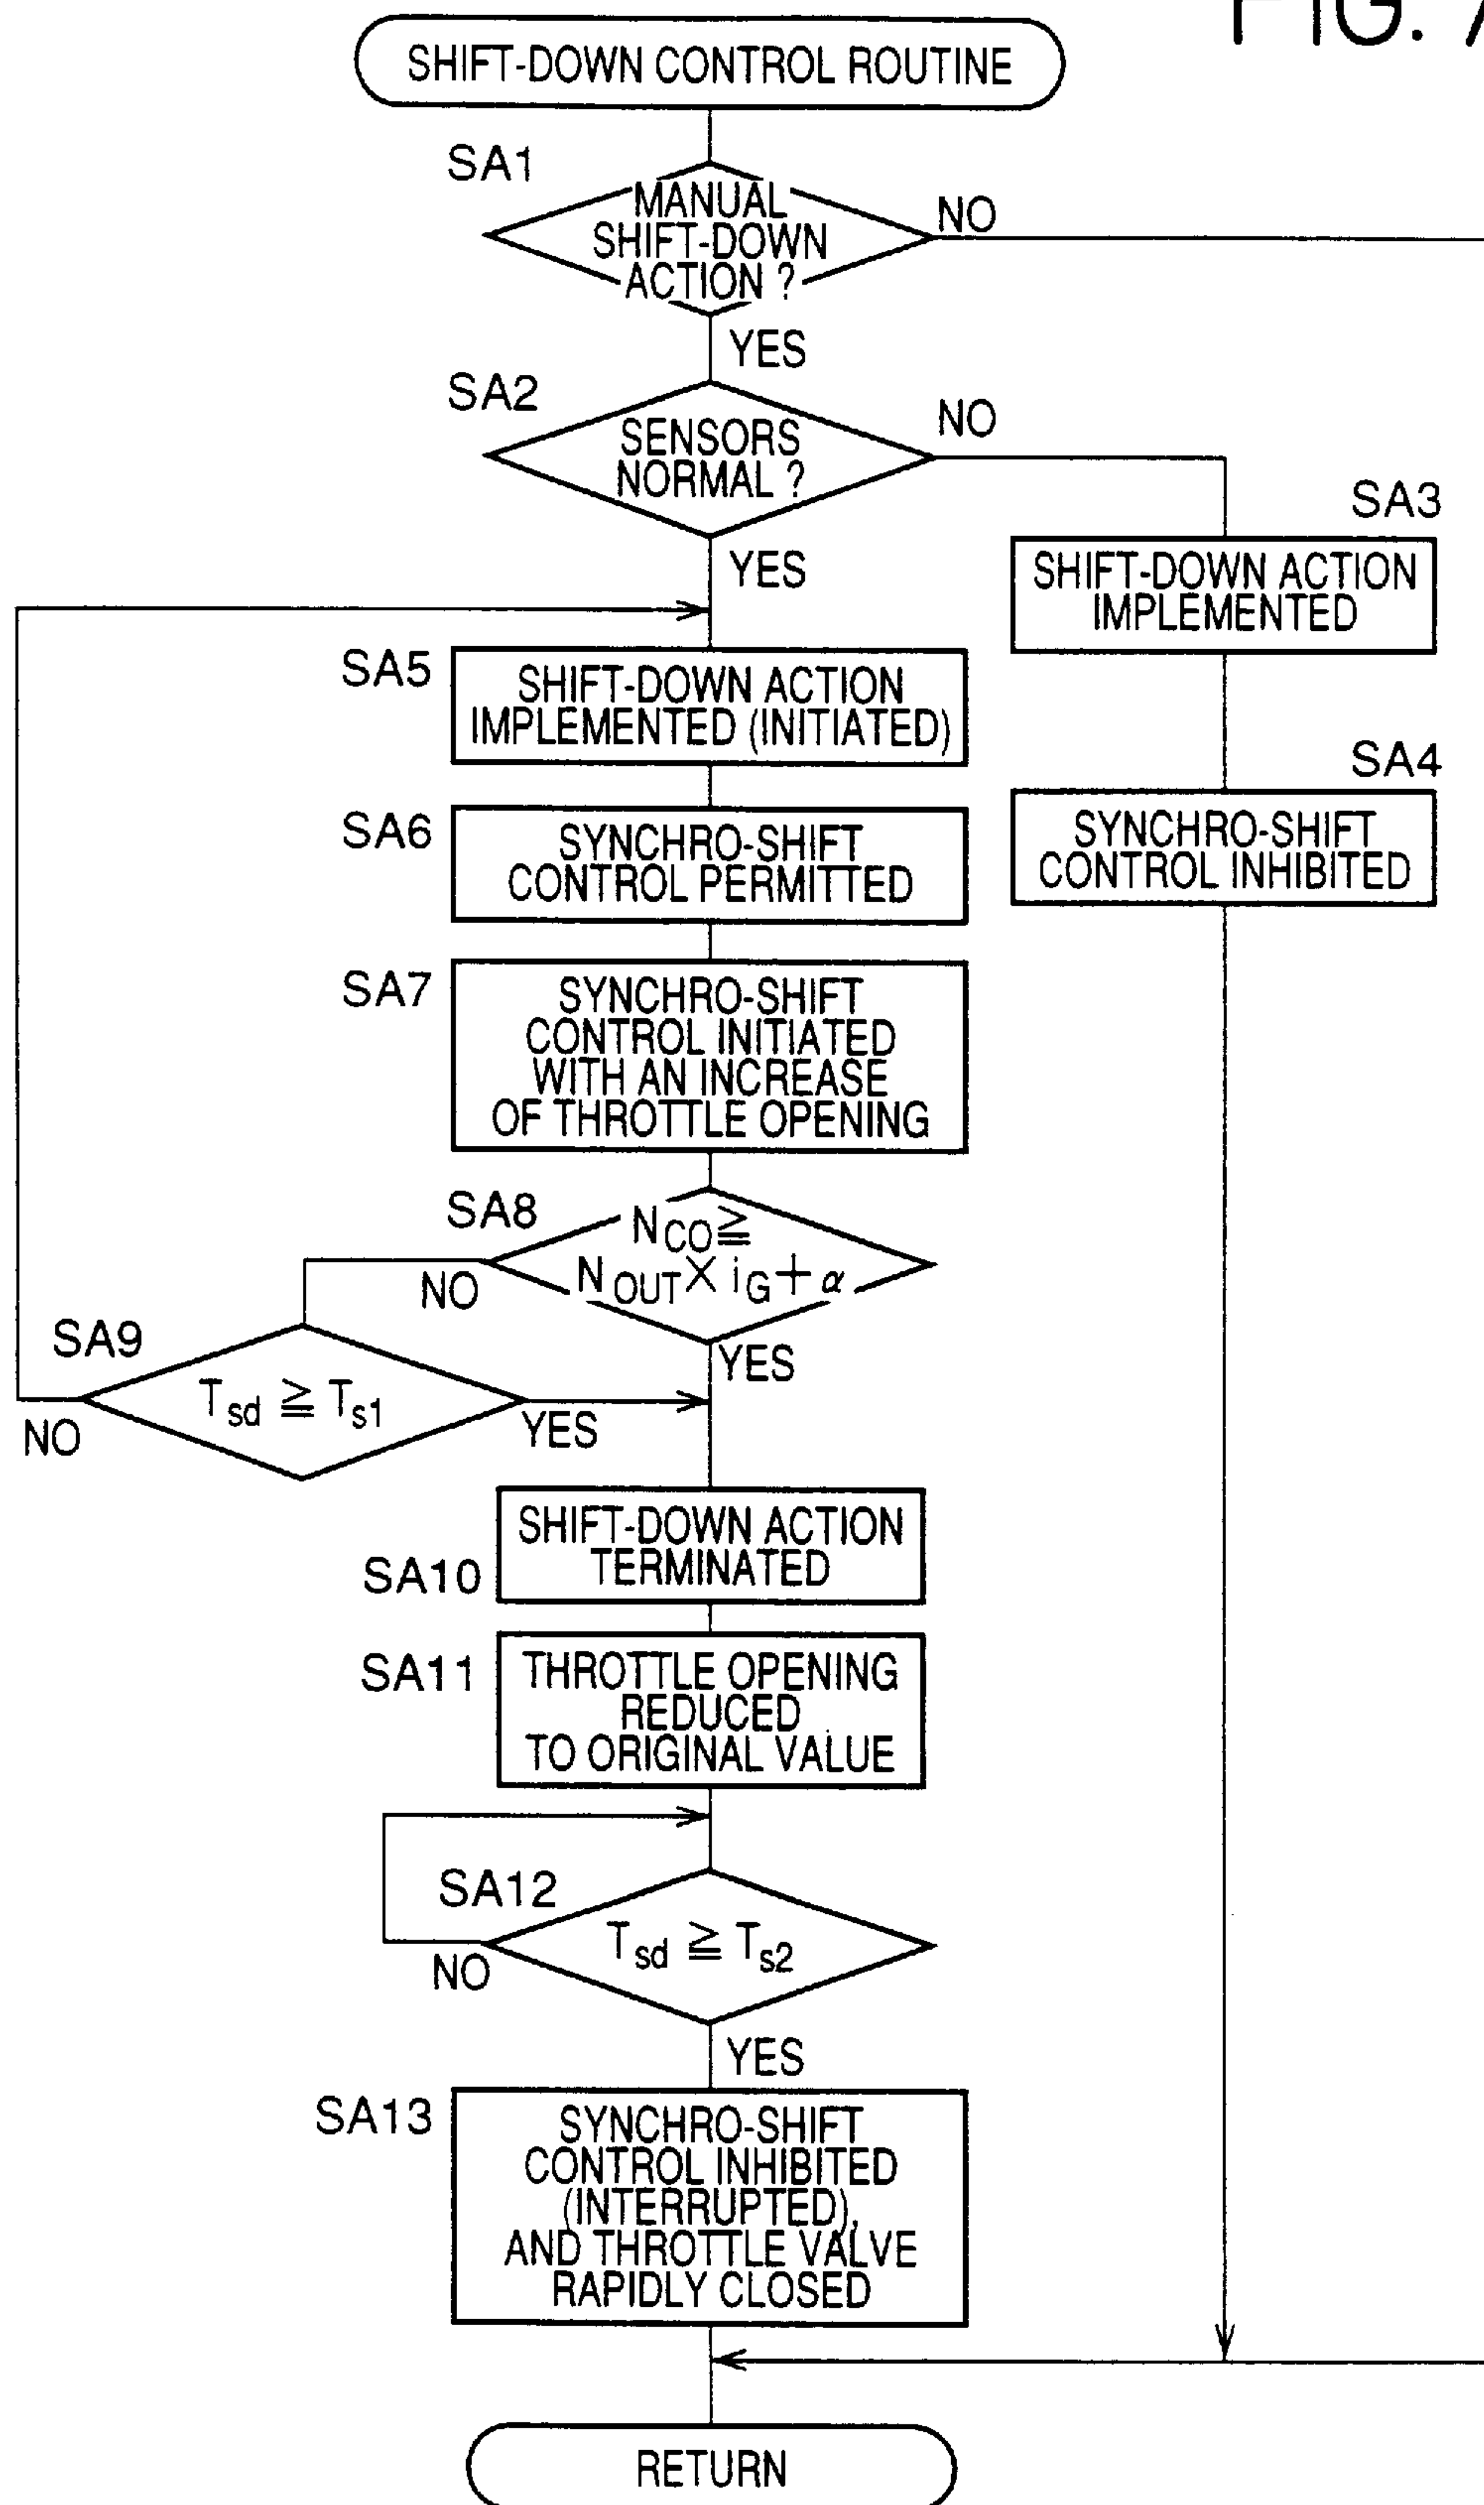 FIG. 7
SHIFT-DOWN CONTROL ROUTINE
SA1
MANUAL
SHIFT-DOWN
ACTION ?
NO
YES
SA2
SENSORS
NORMAL ?
NO
YES
SA3
SHIFT-DOWN ACTION
IMPLEMENTED
SA4
SYNCHRO-SHIFT
CONTROL INHIBITED
SA5
SHIFT-DOWN ACTION
IMPLEMENTED (INITIATED)
SA6
SYNCHRO-SHIFT
CONTROL PERMITTED
SA7
SYNCHRO-SHIFT
CONTROL INITIATED
WITH AN INCREASE
OF THROTTLE OPENING
SA8
NCO≧
NOUT×iG+α
NO
YES
SA9
Tsd ≧ Ts1
NO
YES
SHIFT-DOWN ACTION
TERMINATED
SA10
SA11
THROTTLE OPENING
REDUCED
TO ORIGINAL VALUE
SA12
Tsd ≧ Ts2
NO
YES
SA13
SYNCHRO-SHIFT
CONTROL INHIBITED
(INTERRUPTED),
AND THROTTLE VALVE
RAPIDLY CLOSED
RETURN